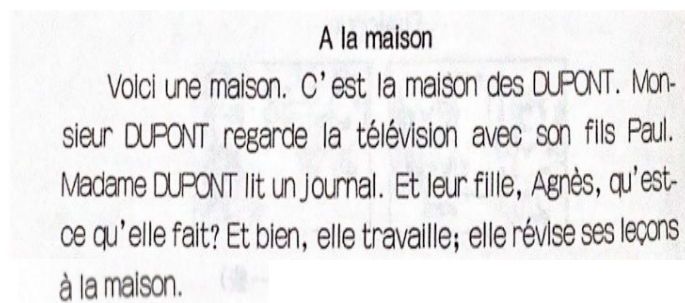 A la maison
Voici une maison. C'est la maison des DUPONT. Mon-
sieur DUPONT regarde la télévision avec son fils Paul.
Madame DUPONT lit un journal. Et leur fille, Agnès, qu'est-
ce qu'elle fait? Et bien, elle travaille; elle révise ses leçons
à la maison.